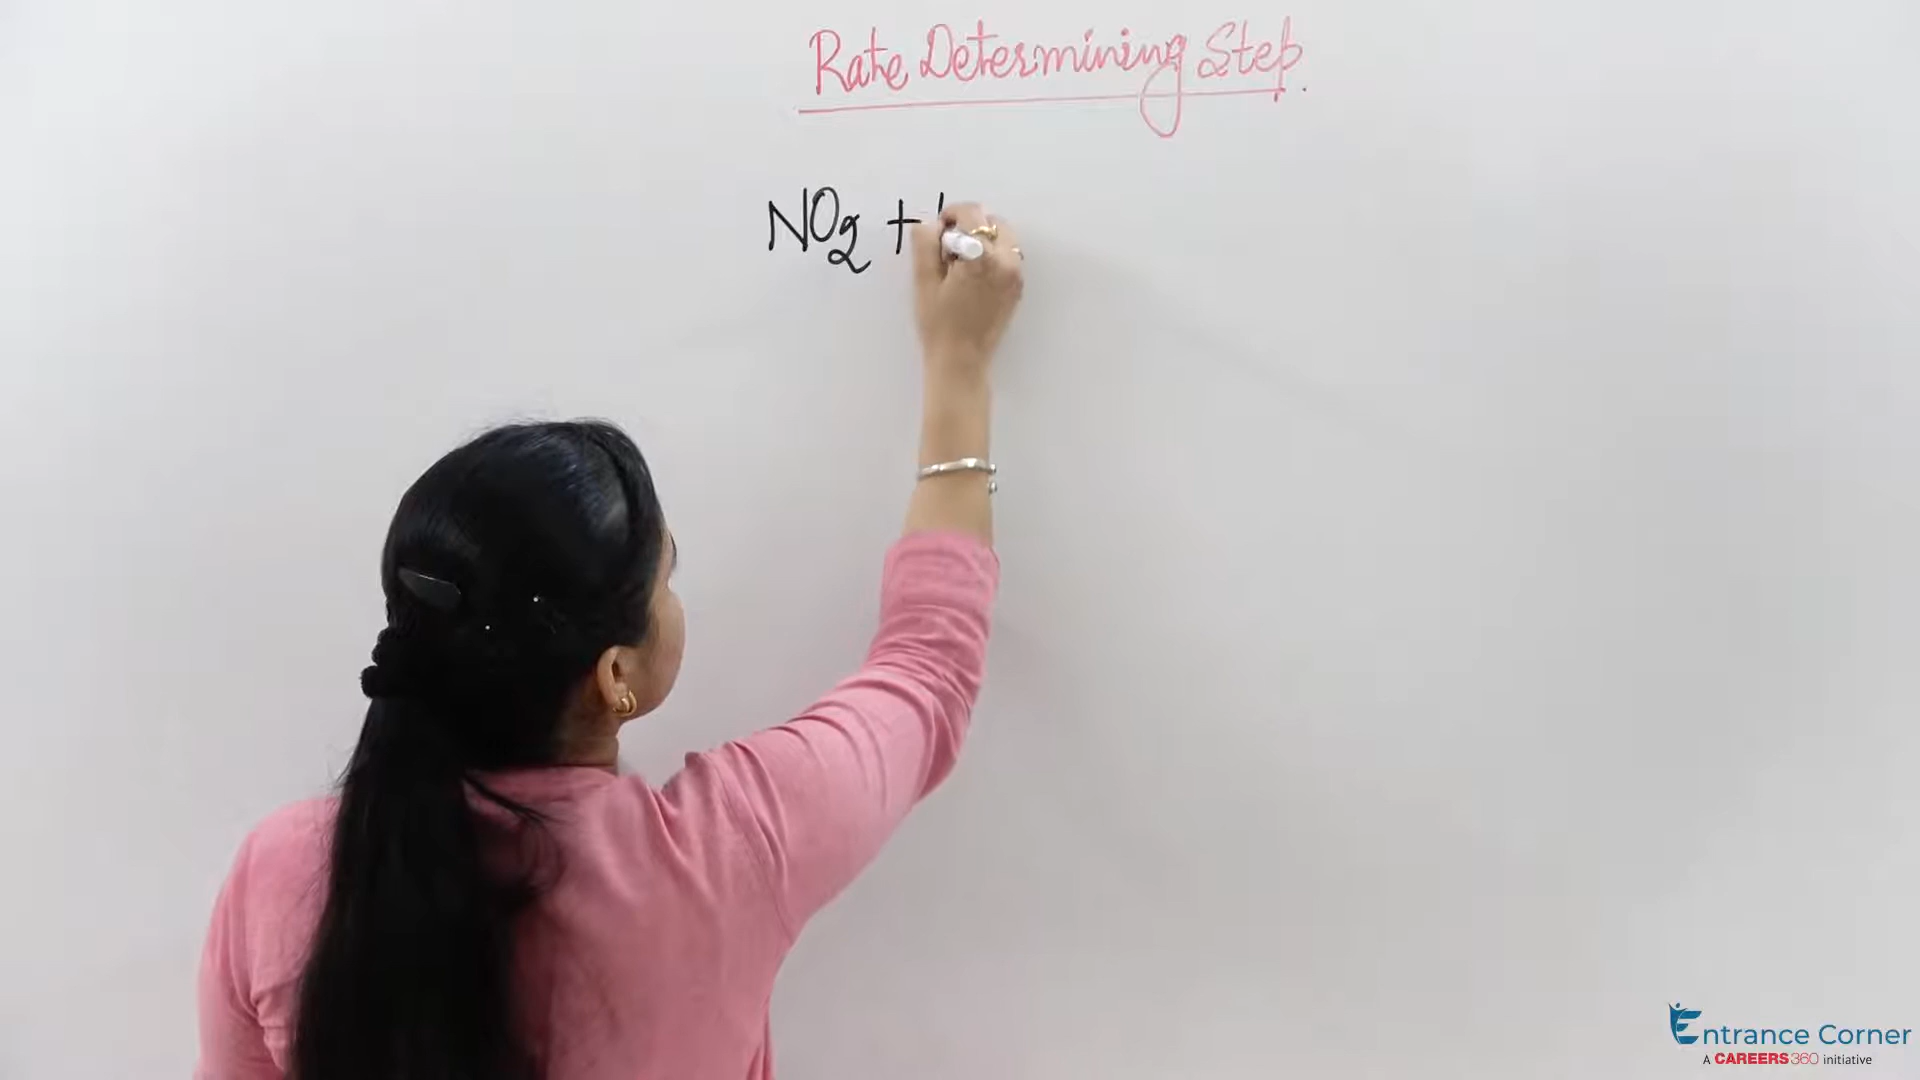 Rate Determining Step.
NO2 +
Entrance Corner
A CAREERS360 initiative